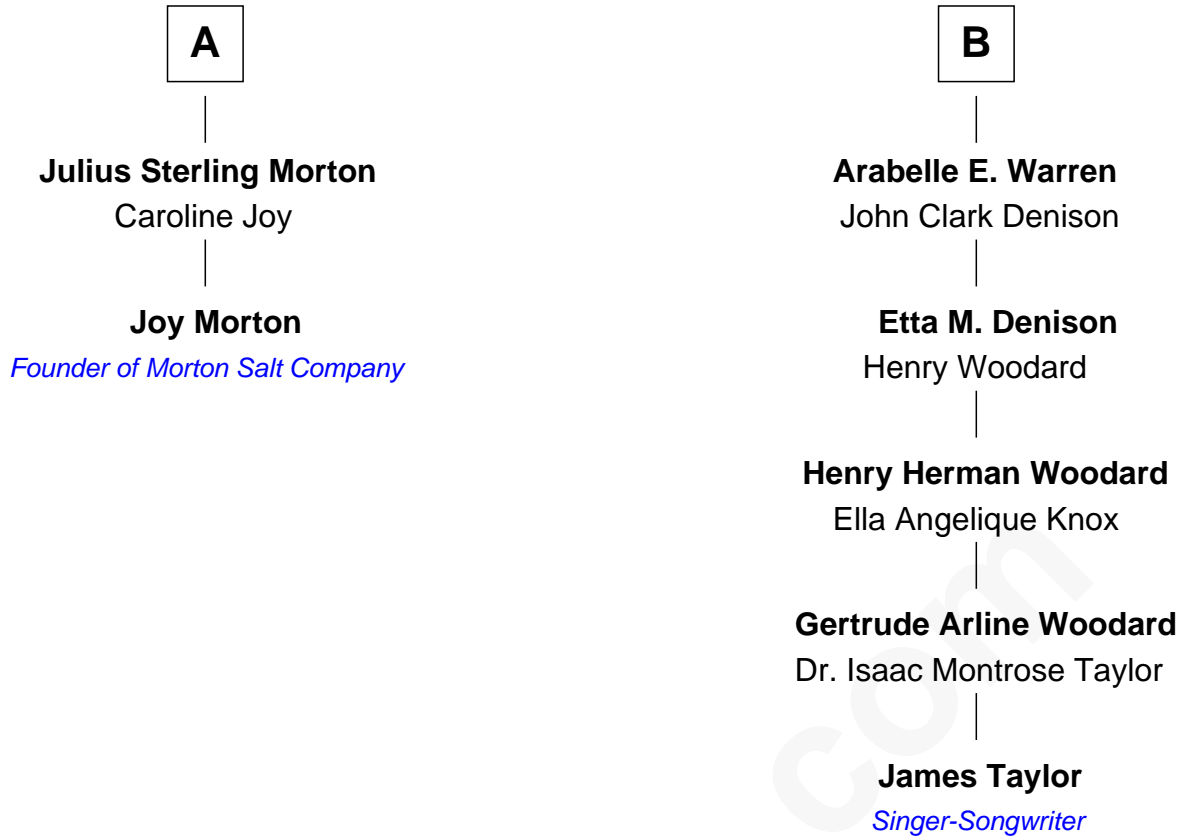 A
Julius Sterling Morton
Caroline Joy
Joy Morton
Founder of Morton Salt Company
B
Arabelle E. Warren
John Clark Denison
Etta M. Denison
Henry Woodard
Henry Herman Woodard
Ella Angelique Knox
Gertrude Arline Woodard
Dr. Isaac Montrose Taylor
James Taylor
Singer-Songwriter
com